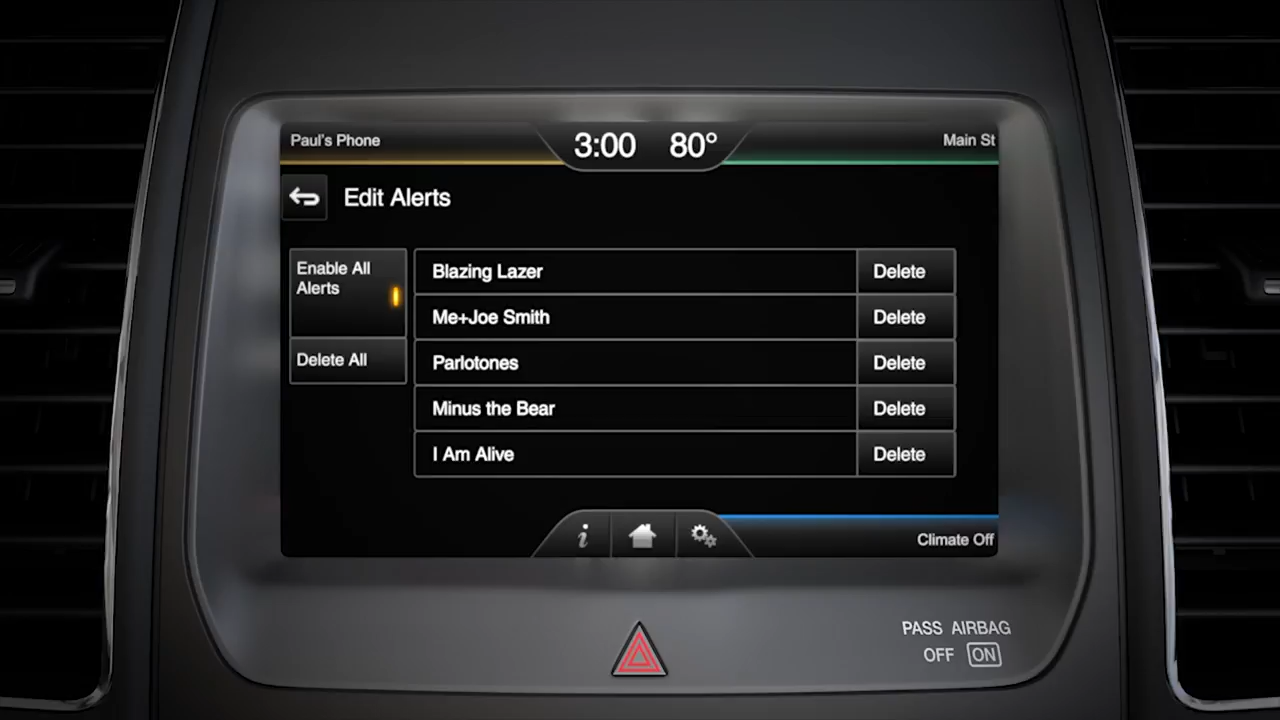 Paul's Phone
3:00 80°
Main St
Edit Alerts
Enable All
Alerts
Delete All
Blazing Lazer Delete
Me+Joe Smith Delete
Parlotones Delete
Minus the Bear Delete
I Am Alive Delete
i
Climate Off
PASS AIRBAG
OFF ON